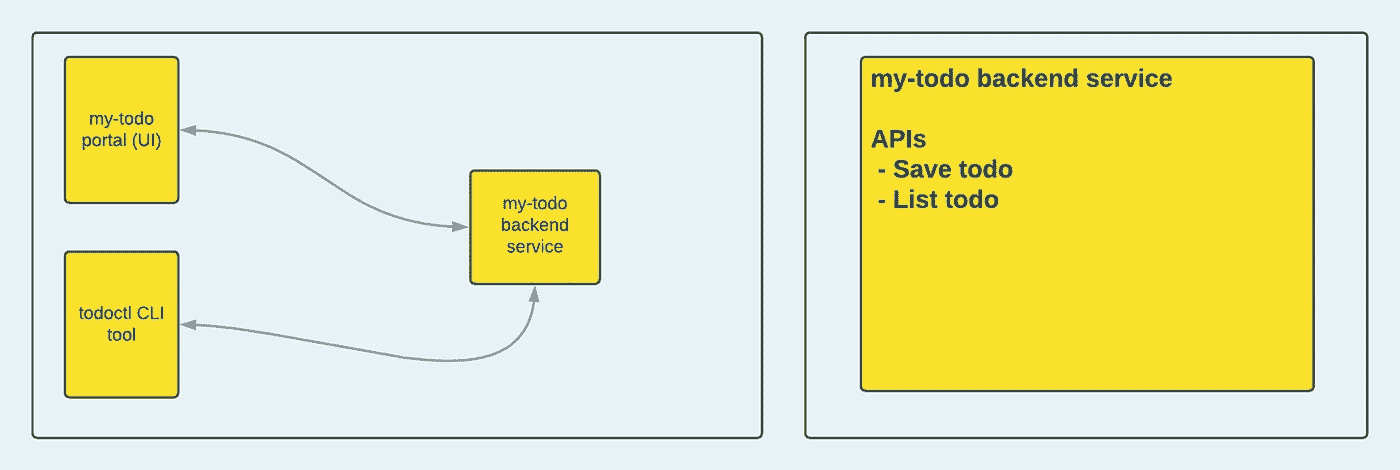 my-todo
portal (UI)
todoctl CLI
tool
my-todo
backend
service
my-todo backend service
APIs
- Save todo
- List todo